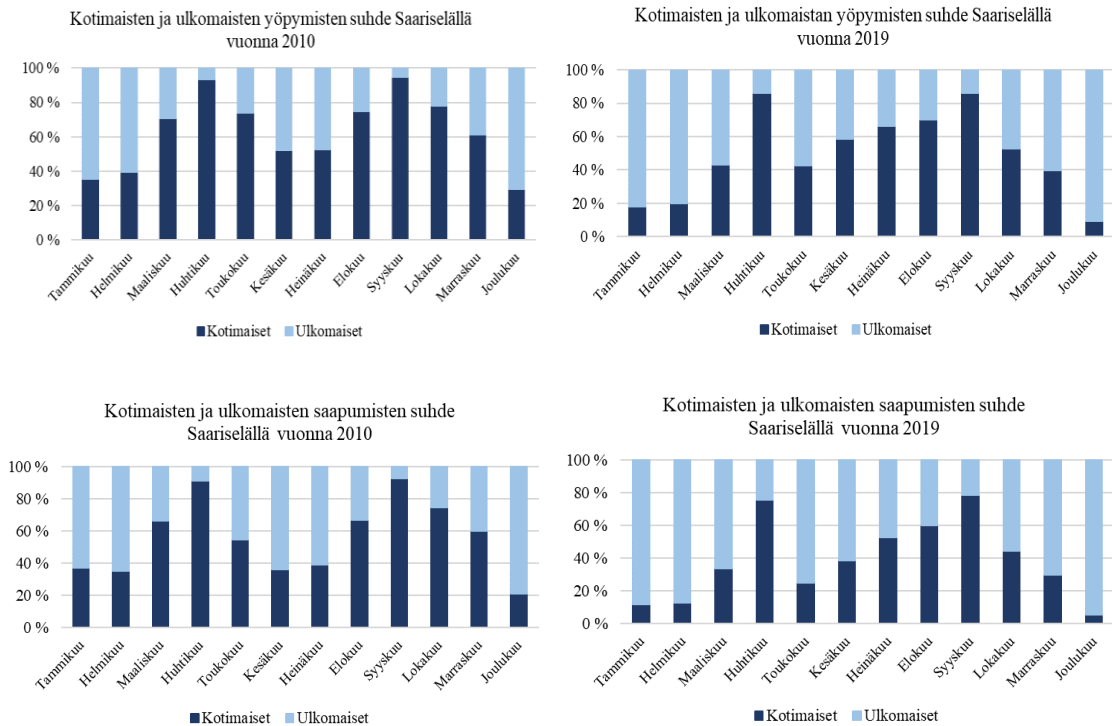 Kotimaisten ja ulkomaisten yöpymisten suhde Saariselällä
vuonna 2010
100 %
80 %
60 %
40 %
20 %
0 %
Tammikuu
Helmikuu
Maaliskuu
Huhtikuu
Toukokuu
Kesäkuu
Heinäkuu
Elokuu
Syyskuu
Lokakuu
Marraskuu
Joulukuu
Kotimaiset Ulkomaiset
Kotimaisten ja ulkomaistan yöpymisten suhde Saariselällä
vuonna 2019
100 %
80 %
60 %
40 %
20 %
0 %
Tammikuu
Helmikuu
Maaliskuu
Huhtikuu
Toukokuu
Kesäkuu
Heinäkuu
Elokuu
Syyskuu
Lokakuu
Marraskuu
Joulukuu
Kotimaiset Ulkomaiset
Kotimaisten ja ulkomaisten saapumisten suhde
Saariselällä vuonna 2010
100 %
80 %
60 %
40 %
20 %
0 %
Tammikuu
Helmikuu
Maaliskuu
Huhtikuu
Toukokuu
Kesäkuu
Heinäkuu
Elokuu
Syyskuu
Lokakuu
Marraskuu
Joulukuu
Kotimaiset Ulkomaiset
Kotimaisten ja ulkomaisten saapumisten suhde
Saariselällä vuonna 2019
100 %
80 %
60 %
40 %
20 %
0 %
Tammikuu
Helmikuu
Maaliskuu
Huhtikuu
Toukokuu
Kesäkuu
Heinäkuu
Elokuu
Syyskuu
Lokakuu
Marraskuu
Joulukuu
Kotimaiset Ulkomaiset